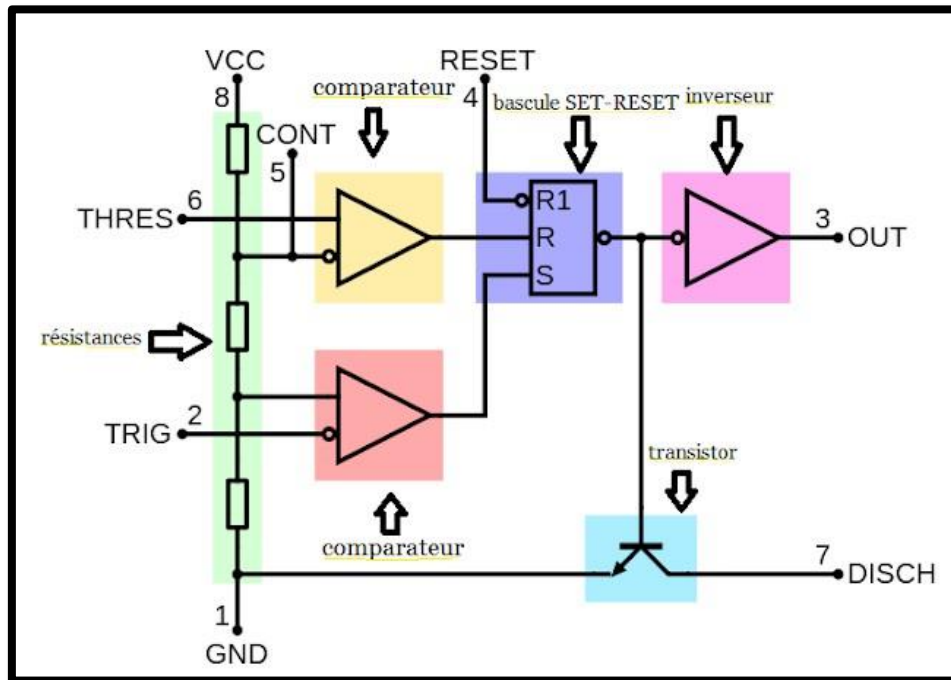 VCC
RESET
comparateur
8
4
bascule SET-RESET
inverseur
CONT
5
6
THRES
R1
R
S
3
OUT
résistances
2
TRIG
transistor
comparateur
7
DISCH
1
GND